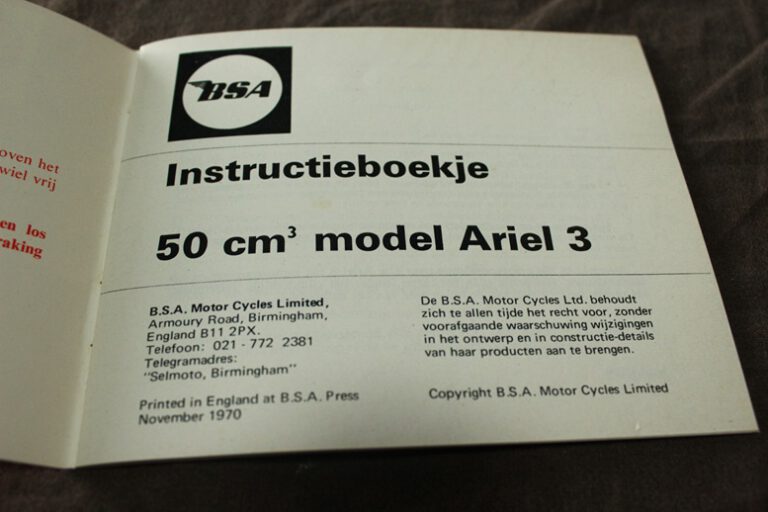 oven het
wiel vrij
en los
raking
BSA
Instructieboekje
50 cm³ model Ariel 3
B.S.A. Motor Cycles Limited,
Armoury Road, Birmingham,
England B11 2PX.
Telefoon: 021 - 772 2381
Telegramadres:
"Selmoto, Birmingham"
Printed in England at B.S.A. Press
November 1970
De B.S.A. Motor Cycles Ltd. behoudt
zich te allen tijde het recht voor, zonder
voorafgaande waarschuwing wijzigingen
in het ontwerp en in constructie-details
van haar producten aan te brengen.
Copyright B.S.A. Motor Cycles Limited